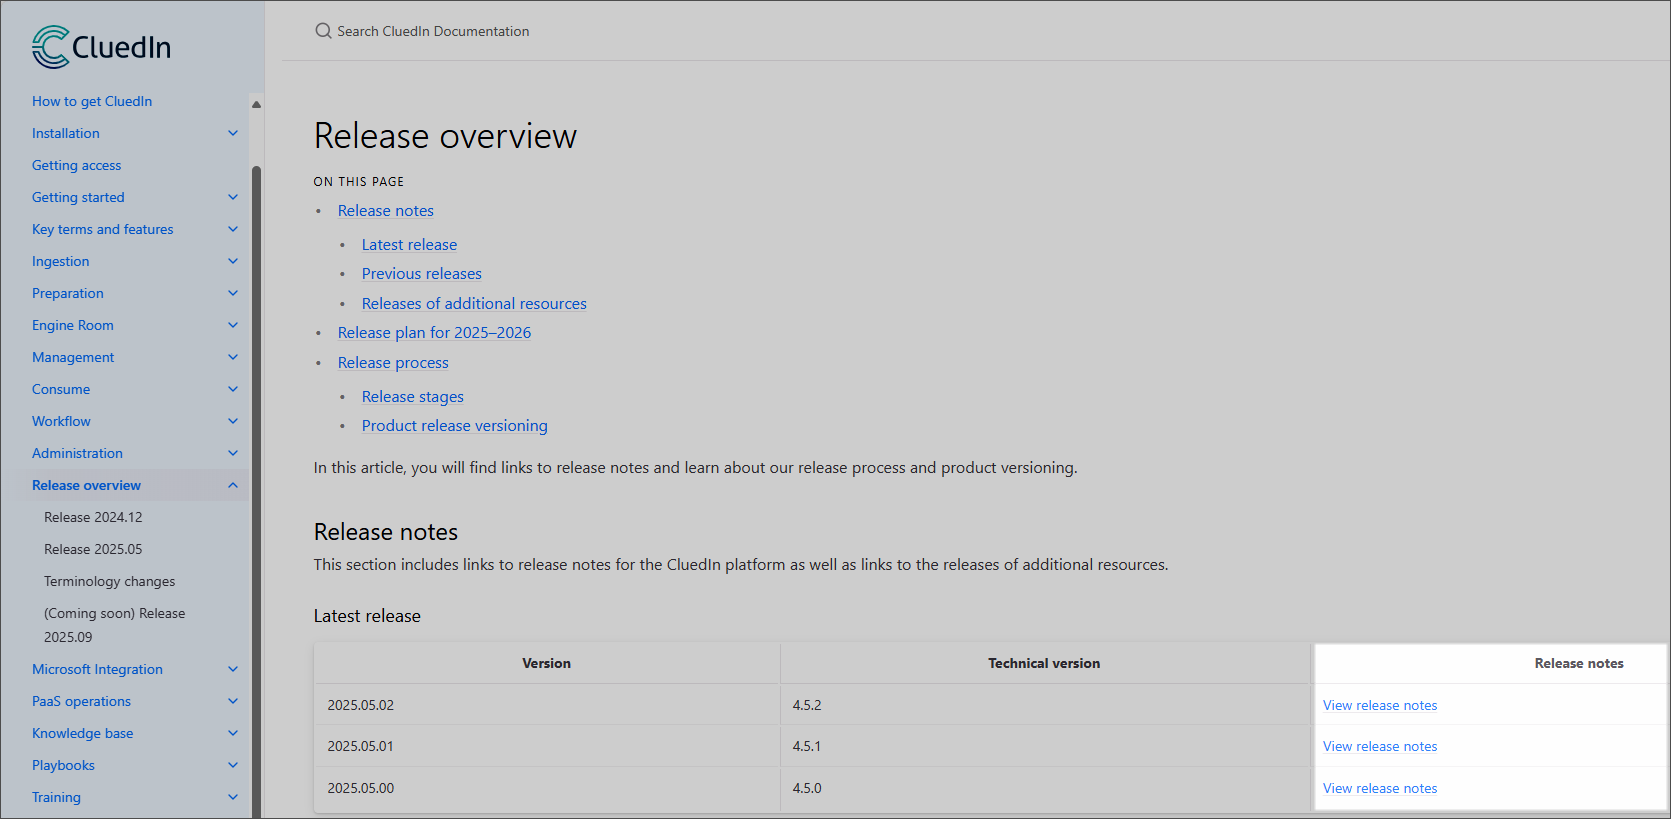 CluedIn
How to get CluedIn
Installation
Getting access
Getting started
Key terms and features
Ingestion
Preparation
Engine Room
Management
Consume
Workflow
Administration
Release overview
Release 2024.12
Release 2025.05
Terminology changes
(Coming soon) Release
2025.09
Microsoft Integration
PaaS operations
Knowledge base
Playbooks
Training
Search CluedIn Documentation
Release overview
ON THIS PAGE
• Release notes
• Latest release
• Previous releases
• Releases of additional resources
• Release plan for 2025–2026
• Release process
• Release stages
• Product release versioning
In this article, you will find links to release notes and learn about our release process and product versioning.
Release notes
This section includes links to release notes for the CluedIn platform as well as links to the releases of additional resources.
Latest release
Version Technical version Release notes
2025.05.02 4.5.2 View release notes
2025.05.01 4.5.1 View release notes
2025.05.00 4.5.0 View release notes